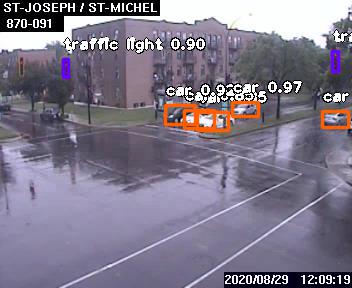 ST-JOSEPH / ST-MICHEL
870-091
traffic light 0.90
car 0.97
car
2020/08/29 12:09:19